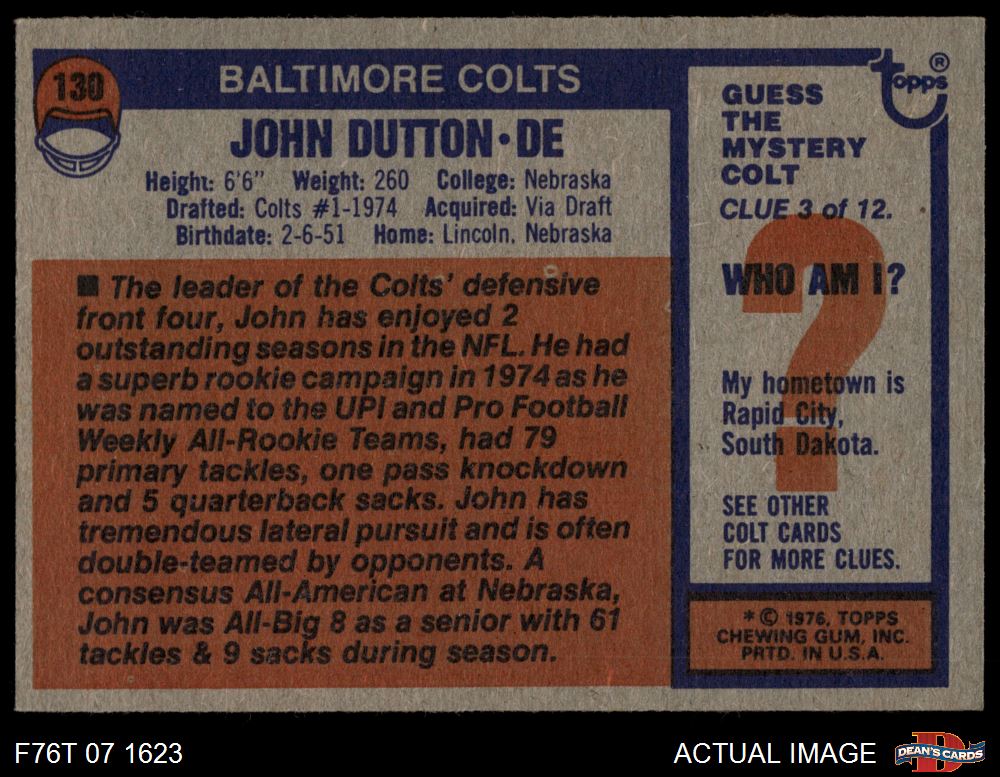 130
BALTIMORE COLTS
JOHN DUTTON•DE
Height: 6'6" Weight: 260 College: Nebraska
Drafted: Colts #1-1974 Acquired: Via Draft
Birthdate: 2-6-51 Home: Lincoln, Nebraska
■ The leader of the Colts' defensive
front four, John has enjoyed 2
outstanding seasons in the NFL. He had
a superb rookie campaign in 1974 as he
was named to the UPI and Pro Football
Weekly All-Rookie Teams, had 79
primary tackles, one pass knockdown
and 5 quarterback sacks. John has
tremendous lateral pursuit and is often
double-teamed by opponents. A
consensus All-American at Nebraska,
John was All-Big 8 as a senior with 61
tackles & 9 sacks during season.
topps®
GUESS
THE
MYSTERY
COLT
CLUE 3 of 12.
WHO AM I?
?
My hometown is
Rapid City,
South Dakota.
SEE OTHER
COLT CARDS
FOR MORE CLUES.
*© 1976, TOPPS
CHEWING GUM, INC.
PRTD. IN U.S.A.
F76T 07 1623
ACTUAL IMAGE
D
DEAN'S CARDS